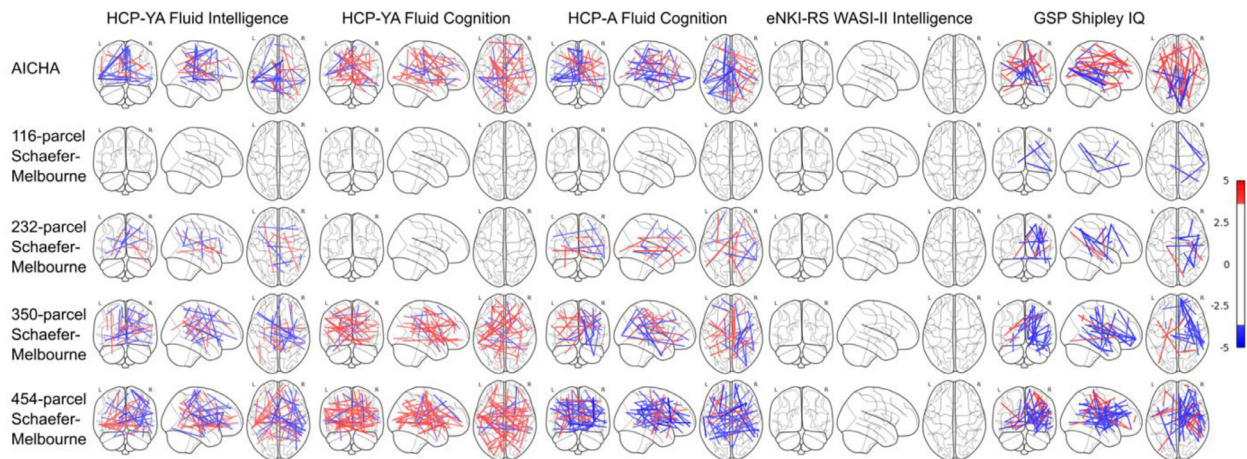 HCP-YA Fluid Intelligence HCP-YA Fluid Cognition HCP-A Fluid Cognition eNKI-RS WASI-II Intelligence GSP Shipley IQ
AICHA
L R L R L R L R L R L R L R L R L R L R
116-parcel
Schaefer-
Melbourne
L R L R L R L R L R L R L R L R L R L R
232-parcel
Schaefer-
Melbourne
L R L R L R L R L R L R L R L R L R L R
350-parcel
Schaefer-
Melbourne
L R L R L R L R L R L R L R L R L R L R
454-parcel
Schaefer-
Melbourne
L R L R L R L R L R L R L R L R L R L R
5
2.5
0
-2.5
-5